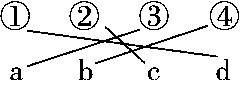 ① ② ③ ④
a b c d